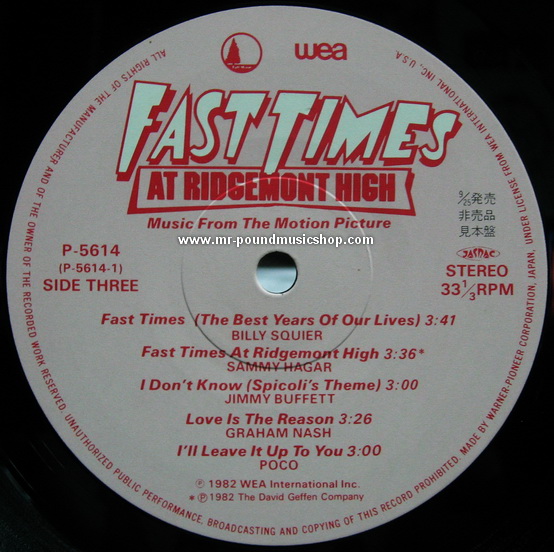 wea
FAST TIMES
AT RIDGEMONT HIGH
Music From The Motion Picture
www.mr-poundmusicshop.com
P-5614
(P-5614-1)
SIDE THREE
9/25発売
非売品
見本盤
JASRAC
STEREO
33 1/3 RPM
Fast Times (The Best Years Of Our Lives) 3:41
BILLY SQUIER
Fast Times At Ridgemont High 3:36*
SAMMY HAGAR
I Don't Know (Spicoli's Theme) 3:00
JIMMY BUFFETT
Love Is The Reason 3:26
GRAHAM NASH
I'll Leave It Up To You 3:00
POCO
Ⓟ 1982 WEA International Inc.
* Ⓟ 1982 The David Geffen Company
ALL RIGHTS OF THE MANUFACTURER AND OF THE OWNER OF THE RECORDED WORK RESERVED. UNAUTHORIZED PUBLIC PERFORMANCE, BROADCASTING AND COPYING OF THIS RECORD PROHIBITED. MADE BY WARNER-PIONEER CORPORATION, JAPAN, UNDER LICENSE FROM WEA INTERNATIONAL INC., U.S.A.